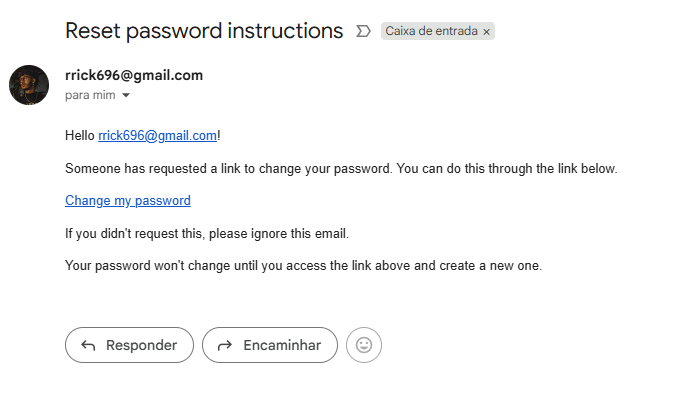 Reset password instructions Caixa de entrada ×
rrick696@gmail.com
para mim
Hello rrick696@gmail.com!
Someone has requested a link to change your password. You can do this through the link below.
Change my password
If you didn't request this, please ignore this email.
Your password won't change until you access the link above and create a new one.
Responder Encaminhar